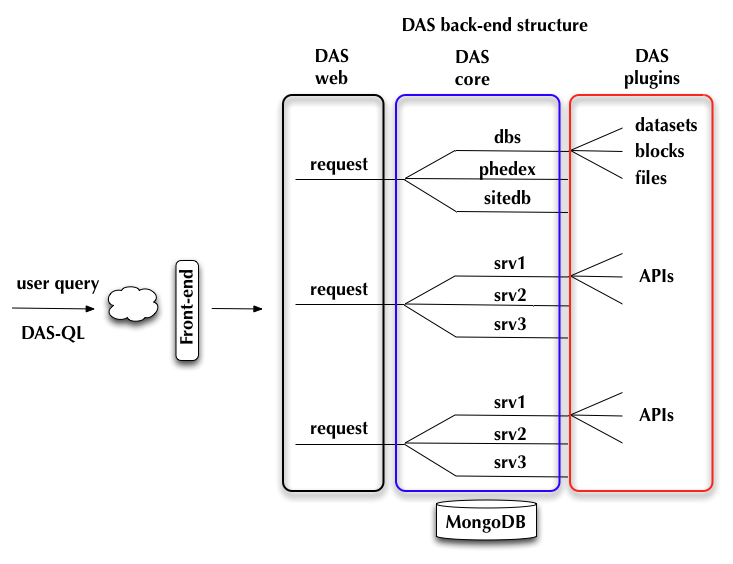 DAS back-end structure
DAS
web
DAS
core
DAS
plugins
request
dbs
phedex
sitedb
datasets
blocks
files
user query
DAS-QL
Front-end
request
srv1
srv2
srv3
APIs
request
srv1
srv2
srv3
APIs
MongoDB